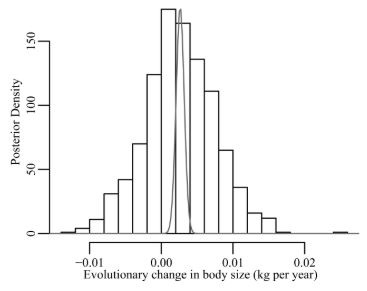 150
100
50
0
Posterior Density
−0.01 0.00 0.01 0.02
Evolutionary change in body size (kg per year)